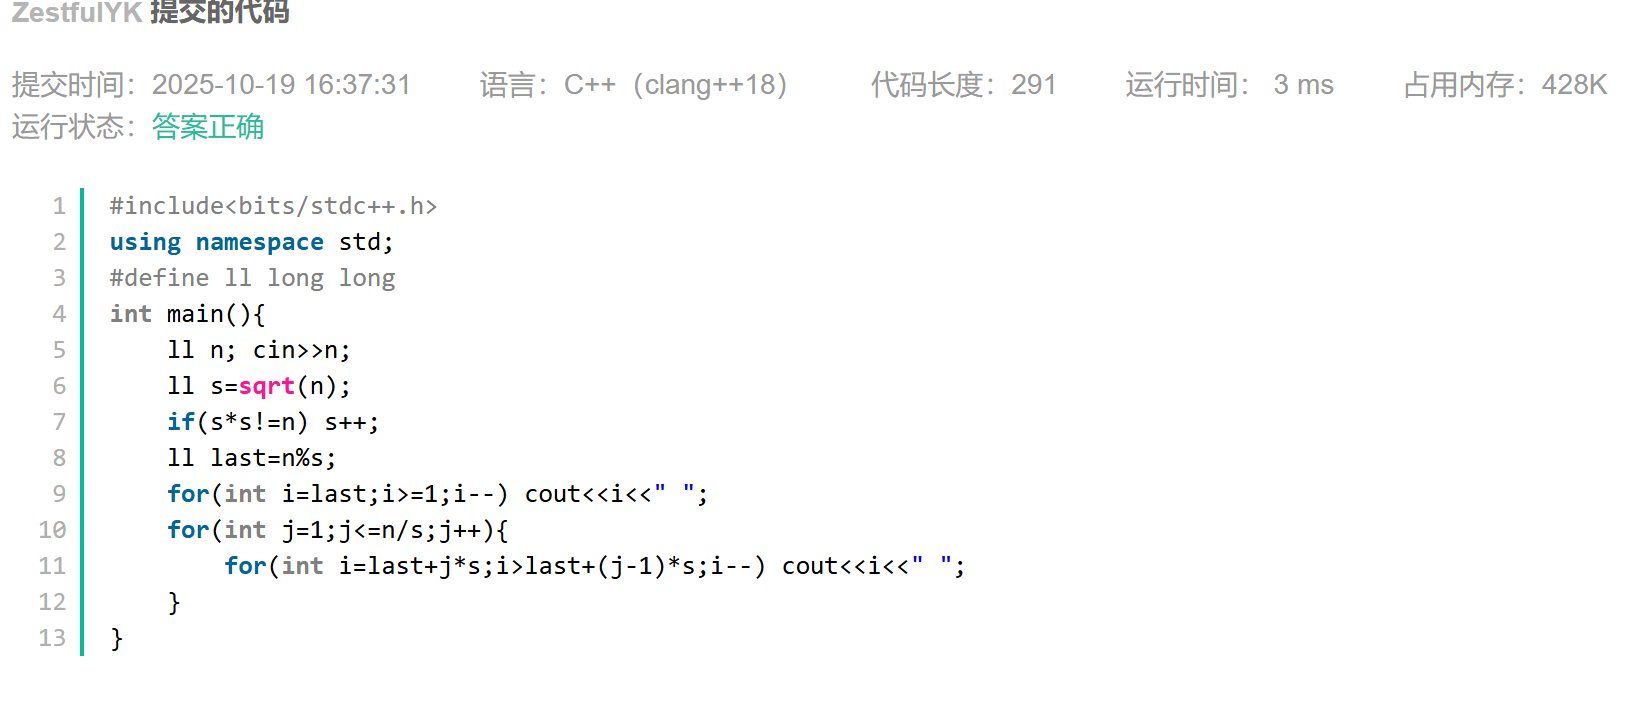 ZestfulYK 提交的代码
提交时间：2025-10-19 16:37:31 语言：C++（clang++18） 代码长度：291 运行时间： 3 ms 占用内存：428K
运行状态：答案正确
1 #include<bits/stdc++.h>
2 using namespace std;
3 #define ll long long
4 int main(){
5     ll n; cin>>n;
6     ll s=sqrt(n);
7     if(s*s!=n) s++;
8     ll last=n%s;
9     for(int i=last;i>=1;i--) cout<<i<<" ";
10     for(int j=1;j<=n/s;j++){
11         for(int i=last+j*s;i>last+(j-1)*s;i--) cout<<i<<" ";
12     }
13 }